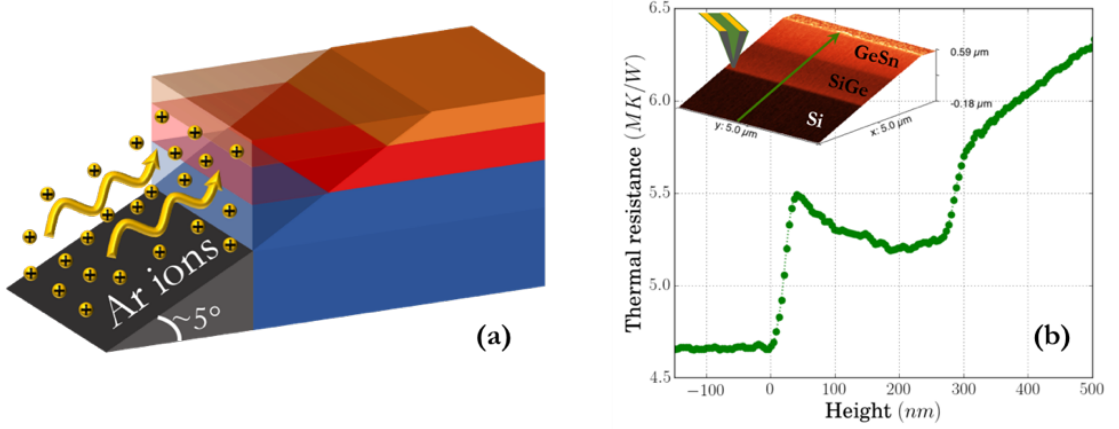 Ar ions
~5°
(a)
Thermal resistance (MK/W)
6.5
6.0
5.5
5.0
4.5
−100
0
100
200
300
400
500
Height (nm)
GeSn
SiGe
Si
0.59 µm
-0.18 µm
x: 5.0 µm
y: 5.0 µm
(b)